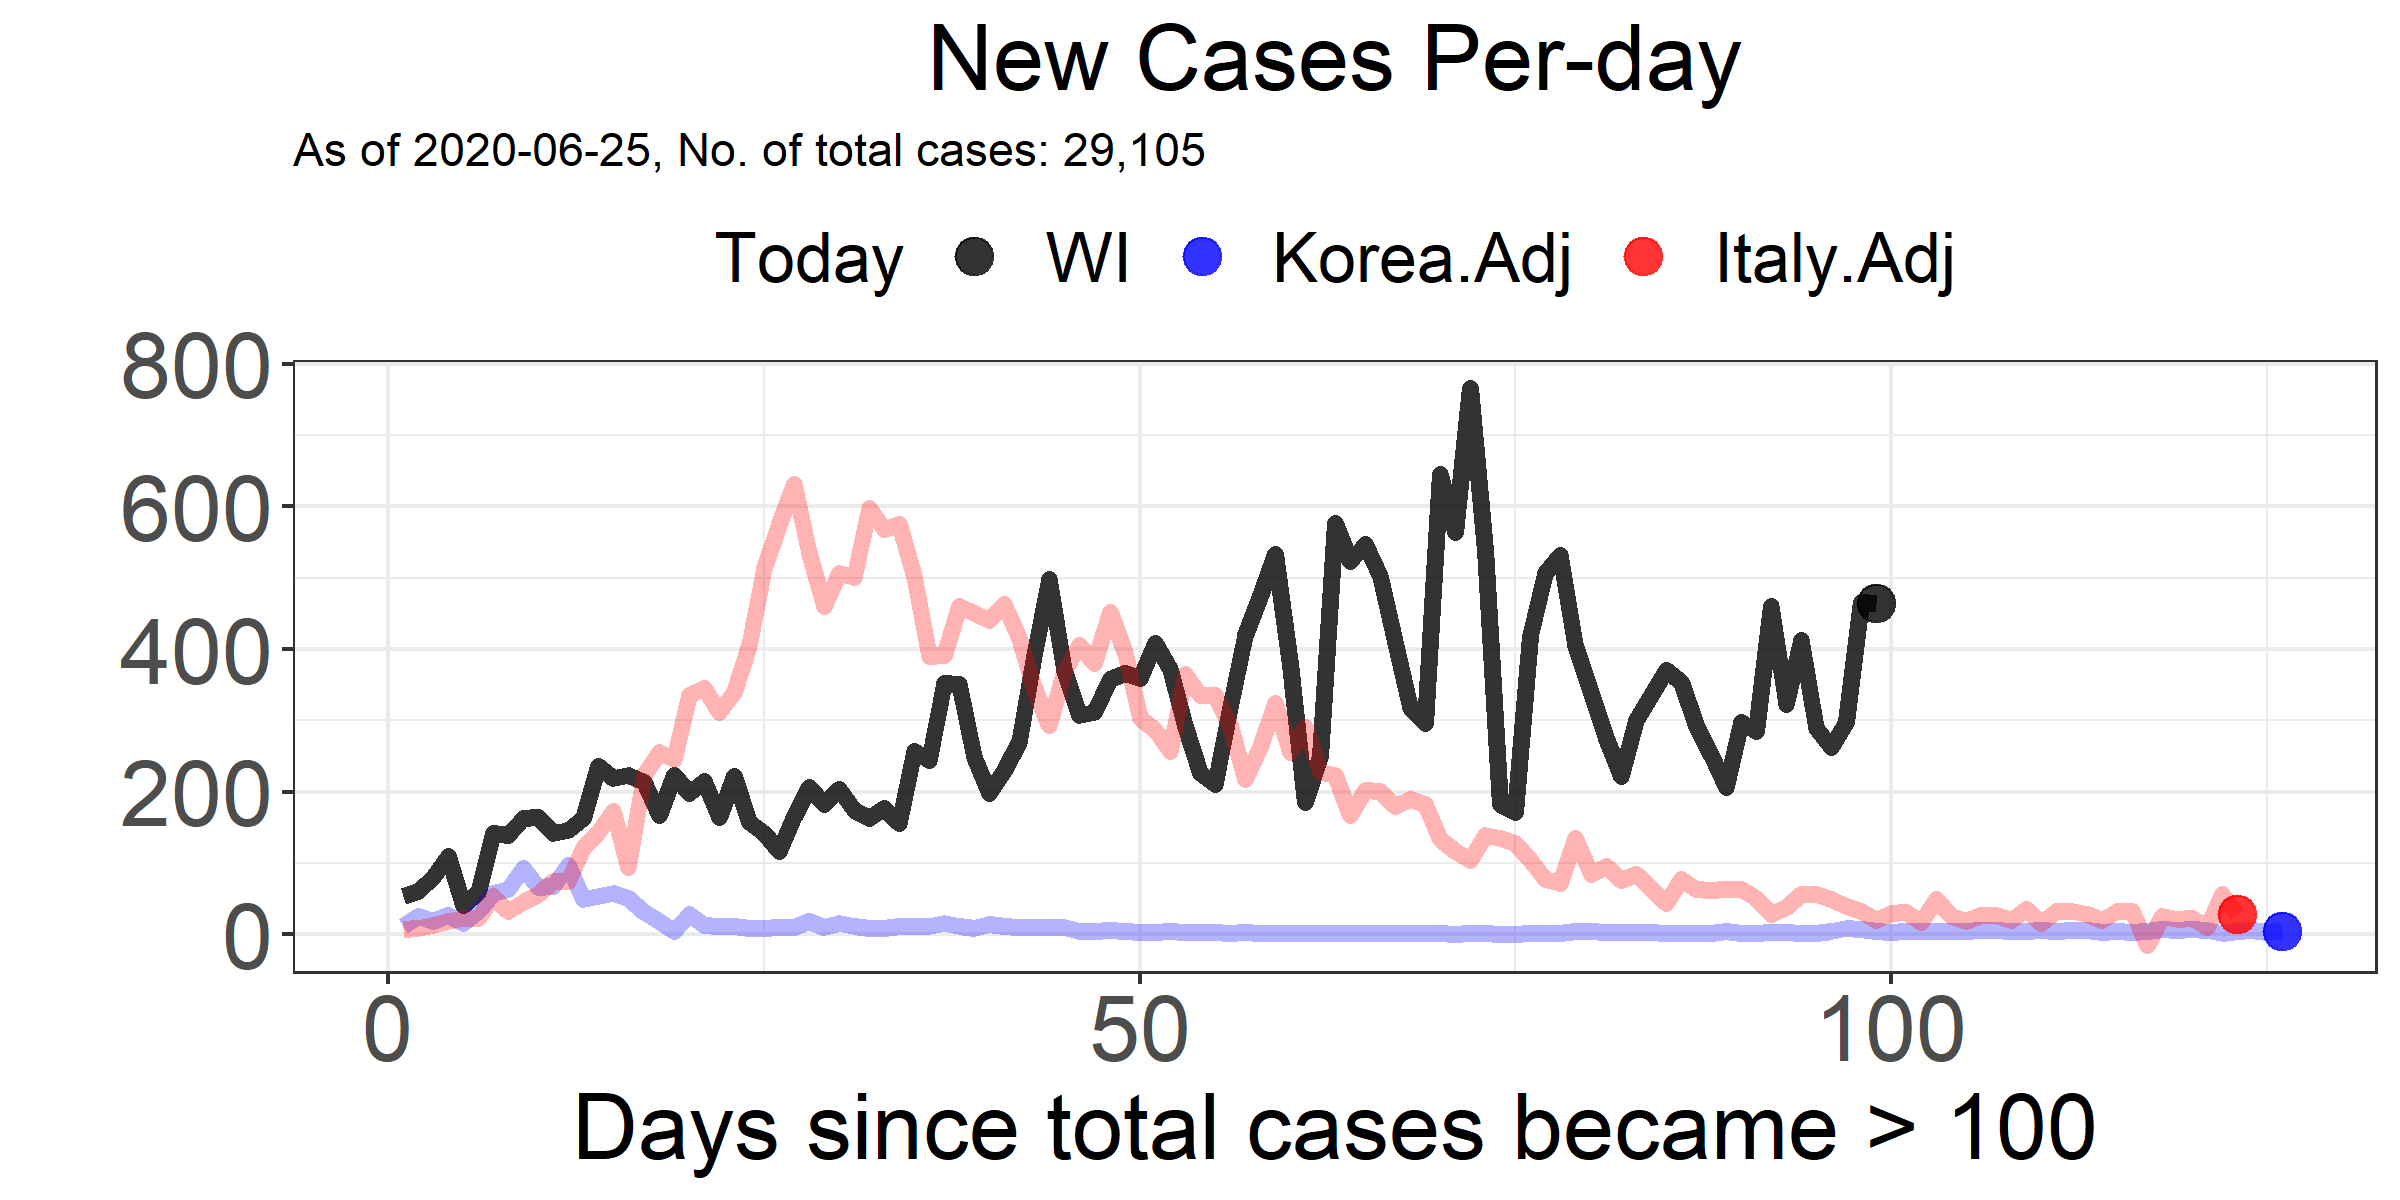 New Cases Per-day
As of 2020-06-25, No. of total cases: 29,105
Today WI Korea.Adj Italy.Adj
800
600
400
200
0
0 50 100
Days since total cases became > 100